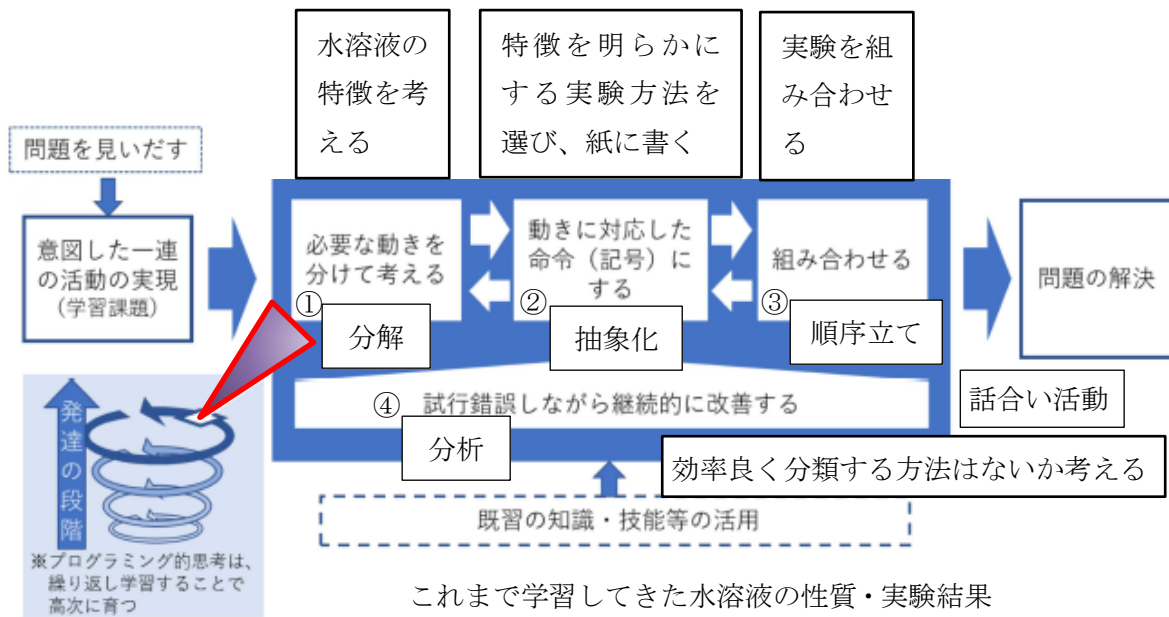 水溶液の
特徴を考
える
特徴を明らかに
する実験方法を
選び、紙に書く
実験を組
み合わせ
る
問題を見いだす
意図した一連
の活動の実現
(学習課題)
必要な動きを
分けて考える
動きに対応した
命令(記号)に
する
組み合わせる
問題の解決
①
分解
②
抽象化
③
順序立て
④
試行錯誤しながら継続的に改善する
分析
話合い活動
効率良く分類する方法はないか考える
発達の段階
※プログラミング的思考は、
繰り返し学習することで
高次に育つ
既習の知識・技能等の活用
これまで学習してきた水溶液の性質・実験結果